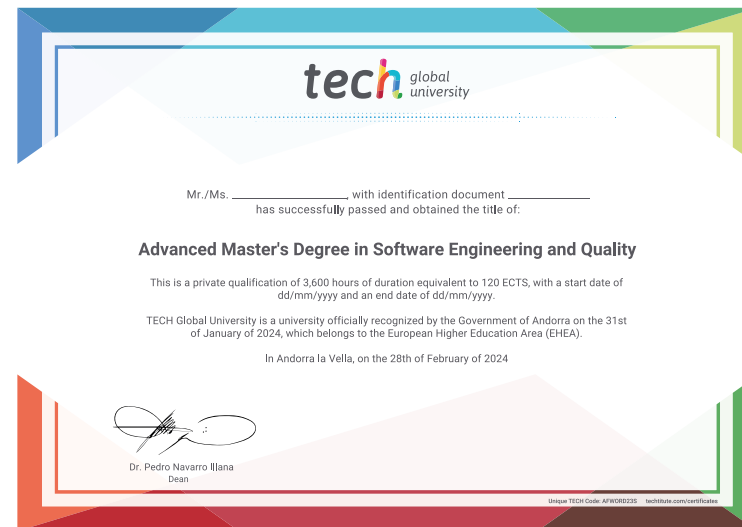 tech global
university
Mr./Ms. ____________________, with identification document ______________
has successfully passed and obtained the title of:
Advanced Master's Degree in Software Engineering and Quality
This is a private qualification of 3,600 hours of duration equivalent to 120 ECTS, with a start date of
dd/mm/yyyy and an end date of dd/mm/yyyy.
TECH Global University is a university officially recognized by the Government of Andorra on the 31st
of January of 2024, which belongs to the European Higher Education Area (EHEA).
In Andorra la Vella, on the 28th of February of 2024
Dr. Pedro Navarro Illana
Dean
Unique TECH Code: AFWORD23S techtitute.com/certificates